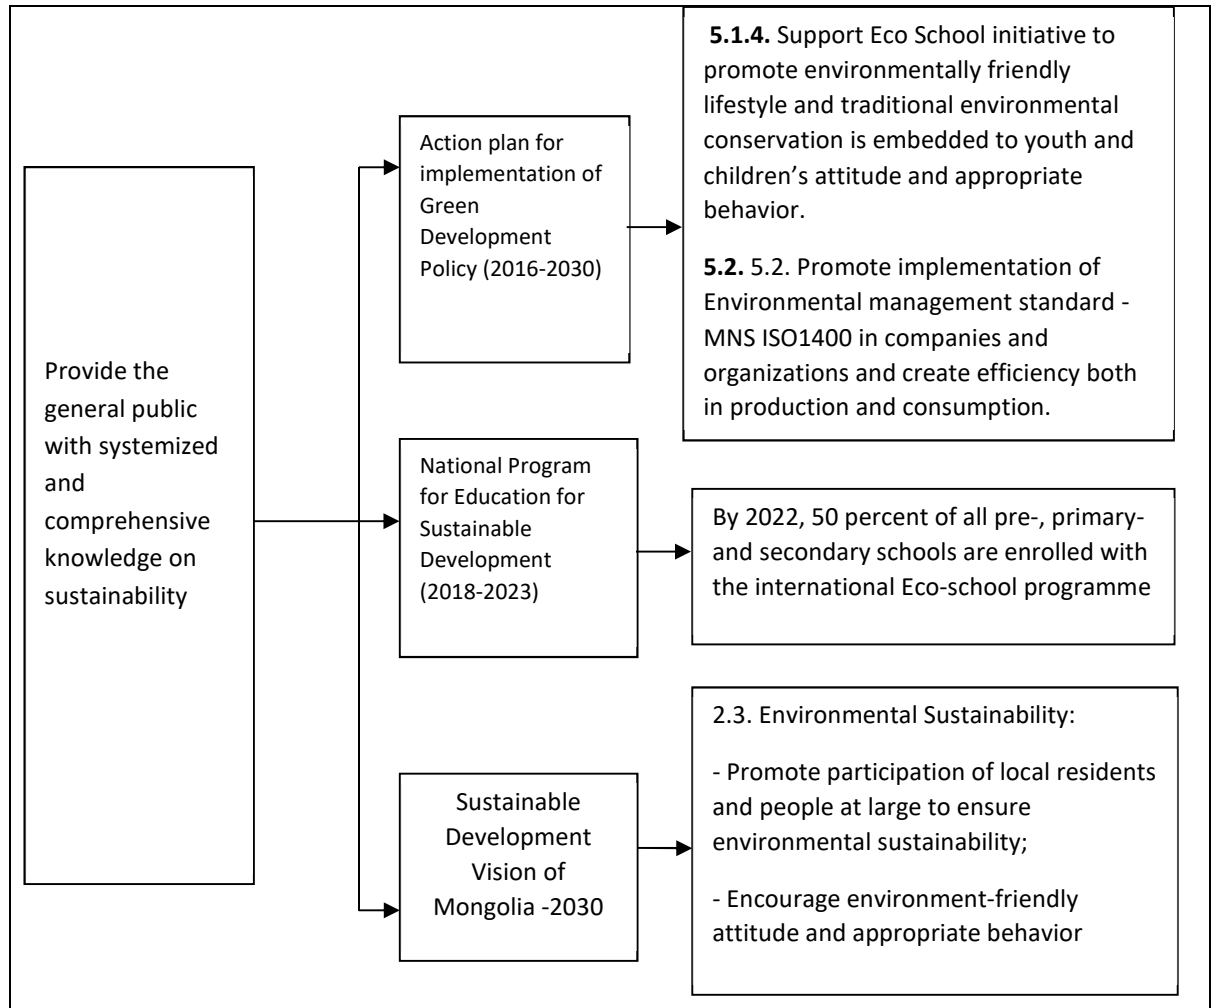 Provide the
general public
with systemized
and
comprehensive
knowledge on
sustainability
Action plan for
implementation of
Green
Development
Policy (2016-2030)
5.1.4. Support Eco School initiative to
promote environmentally friendly
lifestyle and traditional environmental
conservation is embedded to youth and
children’s attitude and appropriate
behavior.
5.2. 5.2. Promote implementation of
Environmental management standard -
MNS ISO1400 in companies and
organizations and create efficiency both
in production and consumption.
National Program
for Education for
Sustainable
Development
(2018-2023)
By 2022, 50 percent of all pre-, primary-
and secondary schools are enrolled with
the international Eco-school programme
Sustainable
Development
Vision of
Mongolia -2030
2.3. Environmental Sustainability:
- Promote participation of local residents
and people at large to ensure
environmental sustainability;
- Encourage environment-friendly
attitude and appropriate behavior